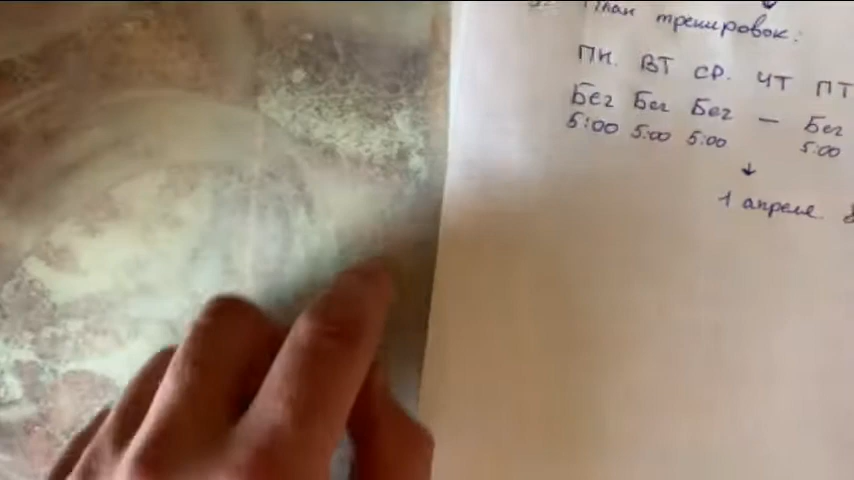 План тренировок:
ПН. ВТ СР. ЧТ ПТ
Бег Бег Бег — Бег
5:00 5:00 5:00 5:00
↓
1 апреля